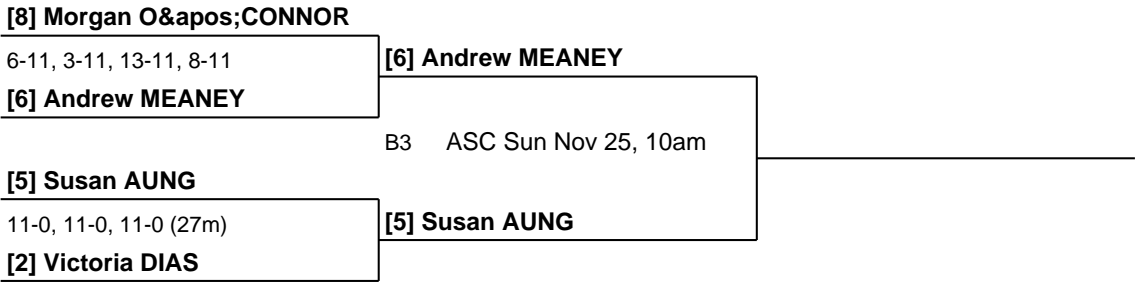 [8] Morgan O&apos;CONNOR
6-11, 3-11, 13-11, 8-11
[6] Andrew MEANEY
[6] Andrew MEANEY
B3 ASC Sun Nov 25, 10am
[5] Susan AUNG
11-0, 11-0, 11-0 (27m)
[5] Susan AUNG
[2] Victoria DIAS